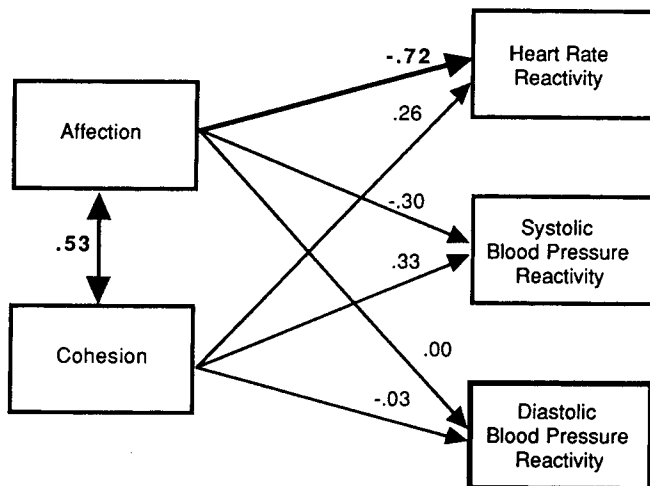 Heart Rate
Reactivity
-.72
.26
Affection
-.30
Systolic
Blood Pressure
Reactivity
.53
.33
Cohesion
.00
-.03
Diastolic
Blood Pressure
Reactivity